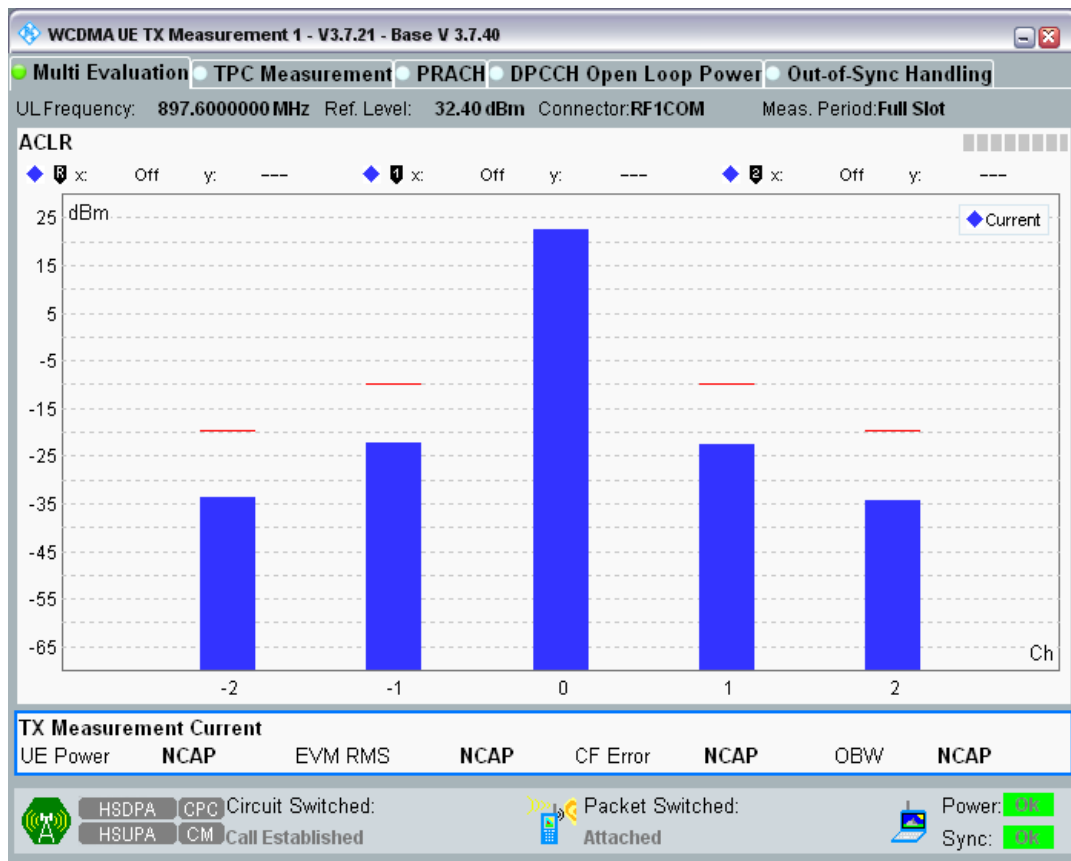 WCDMA UE TX Measurement 1 - V3.7.21 - Base V 3.7.40
Multi Evaluation TPC Measurement PRACH DPCCH Open Loop Power Out-of-Sync Handling
UL Frequency: 897.6000000 MHz Ref. Level: 32.40 dBm Connector: RF1COM Meas. Period: Full Slot
ACLR
R x: Off y: --- 1 x: Off y: --- 2 x: Off y: ---
dBm
Current
25
15
5
-5
-15
-25
-35
-45
-55
-65
Ch
-2 -1 0 1 2
TX Measurement Current
UE Power NCAP EVM RMS NCAP CF Error NCAP OBW NCAP
HSDPA CPC Circuit Switched: Packet Switched: Power: OK
HSUPA CM Call Established Attached Sync: OK